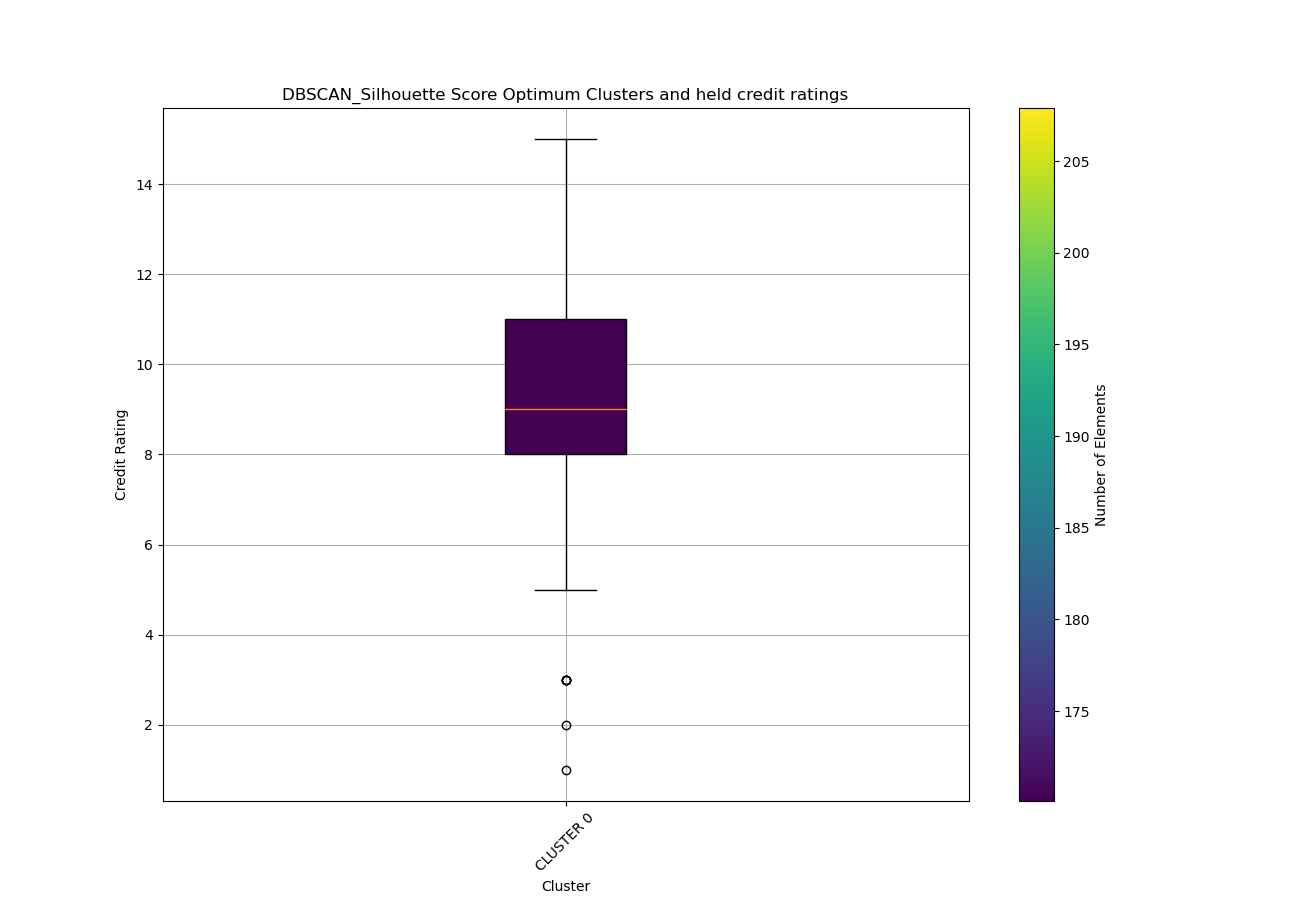 DBSCAN_Silhouette Score Optimum Clusters and held credit ratings
14
12
10
8
6
4
2
Credit Rating
CLUSTER 0
Cluster
205
200
195
190
185
180
175
Number of Elements